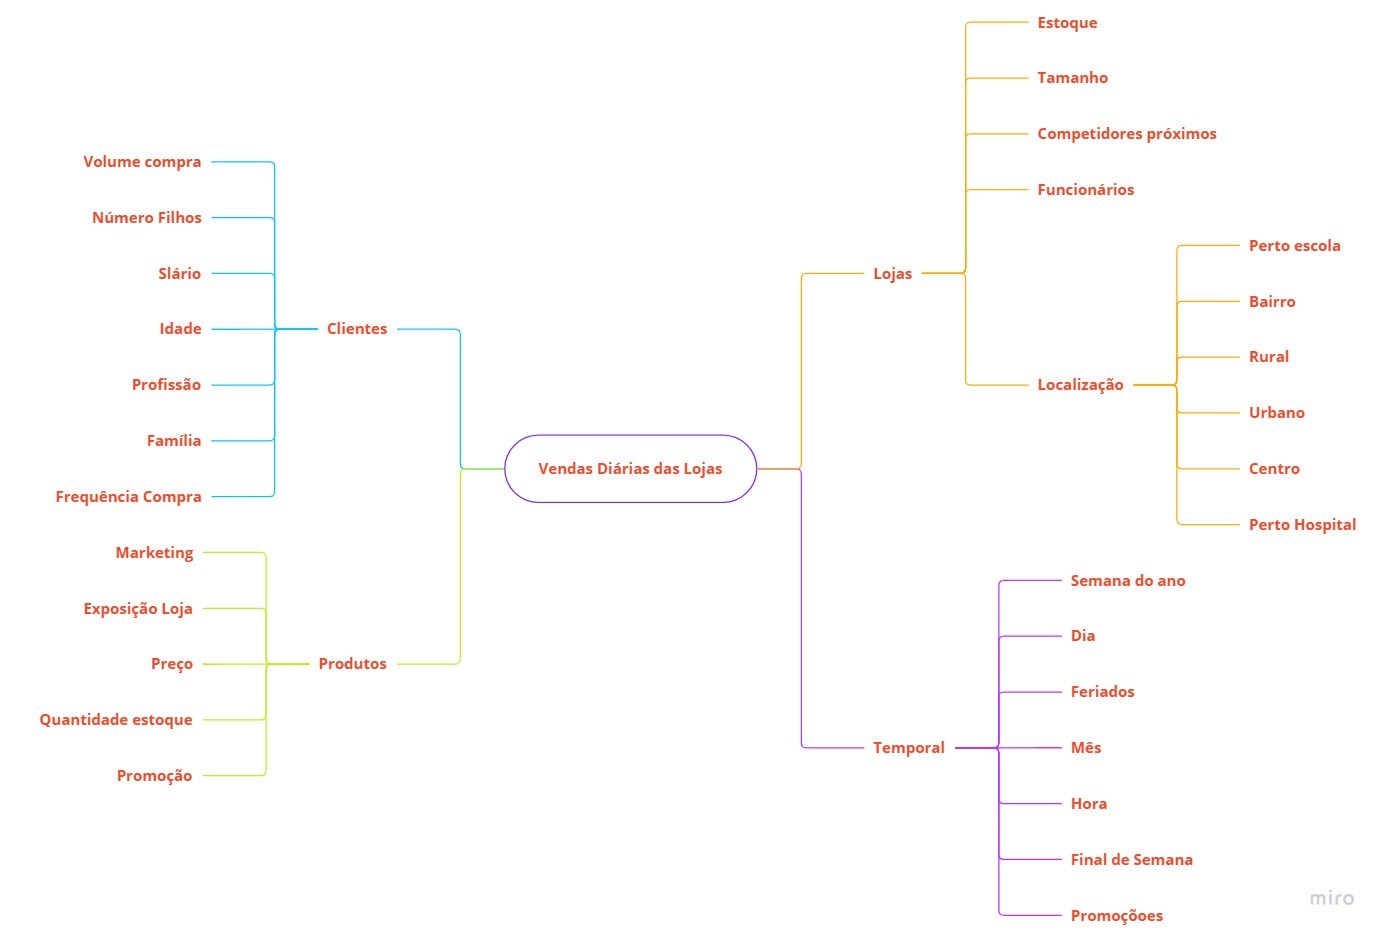 Vendas Diárias das Lojas
Clientes
Volume compra
Número Filhos
Slário
Idade
Profissão
Família
Frequência Compra
Produtos
Marketing
Exposição Loja
Preço
Quantidade estoque
Promoção
Lojas
Estoque
Tamanho
Competidores próximos
Funcionários
Localização
Perto escola
Bairro
Rural
Urbano
Centro
Perto Hospital
Temporal
Semana do ano
Dia
Feriados
Mês
Hora
Final de Semana
Promoçõoes
miro